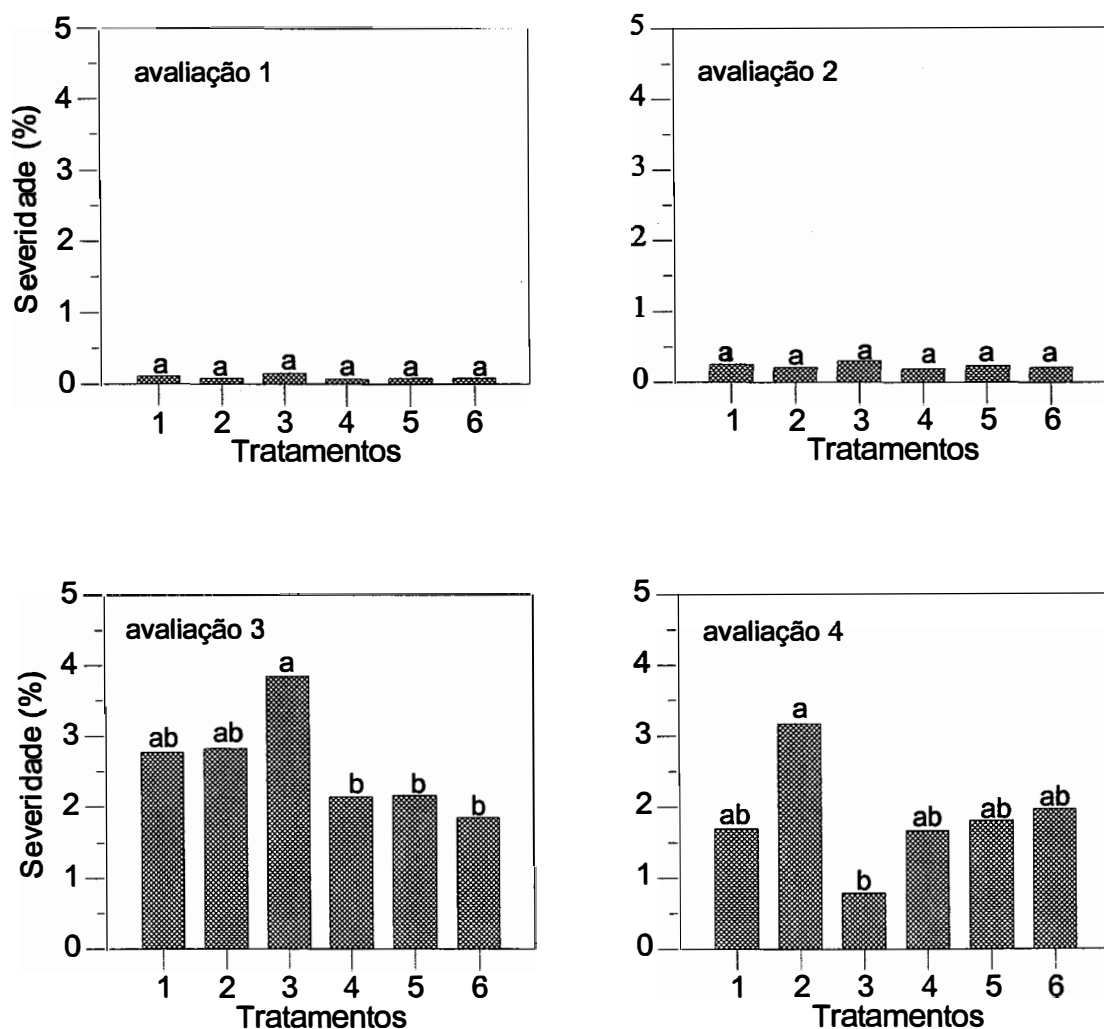 avaliação 1
Severidade (%)
5
4
3
2
1
0
a a a a a a
1 2 3 4 5 6
Tratamentos
avaliação 2
5
4
3
2
1
0
a a a a a a
1 2 3 4 5 6
Tratamentos
avaliação 3
Severidade (%)
5
4
3
2
1
0
ab ab a b b b
1 2 3 4 5 6
Tratamentos
avaliação 4
5
4
3
2
1
0
ab a b ab ab ab
1 2 3 4 5 6
Tratamentos